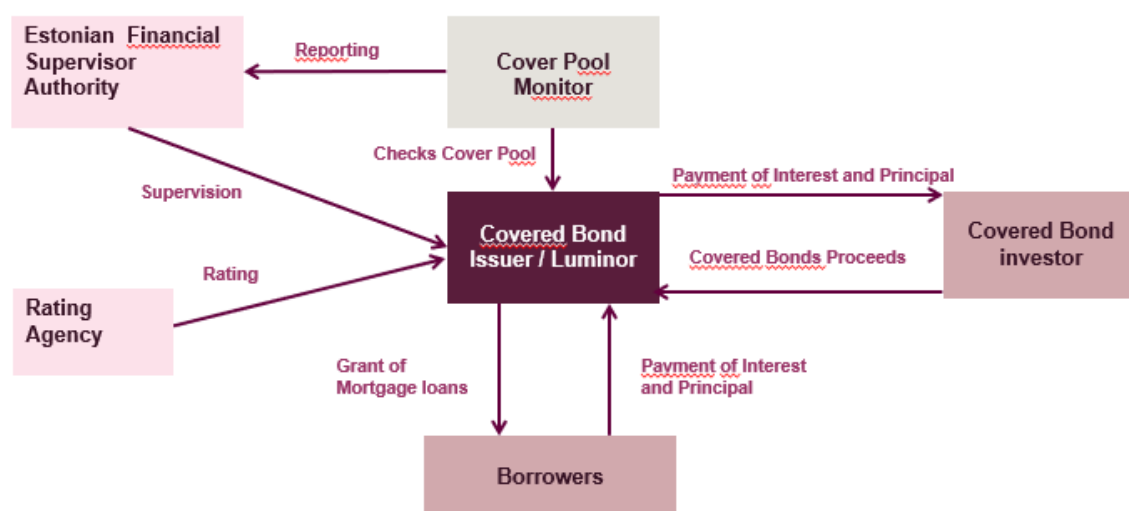 Estonian Financial
Supervisor
Authority
Reporting
Cover Pool
Monitor
Checks Cover Pool
Supervision
Payment of Interest and Principal
Covered Bond
Issuer / Luminor
Covered Bond
investor
Covered Bonds Proceeds
Rating
Rating
Agency
Grant of
Mortgage loans
Payment of Interest
and Principal
Borrowers